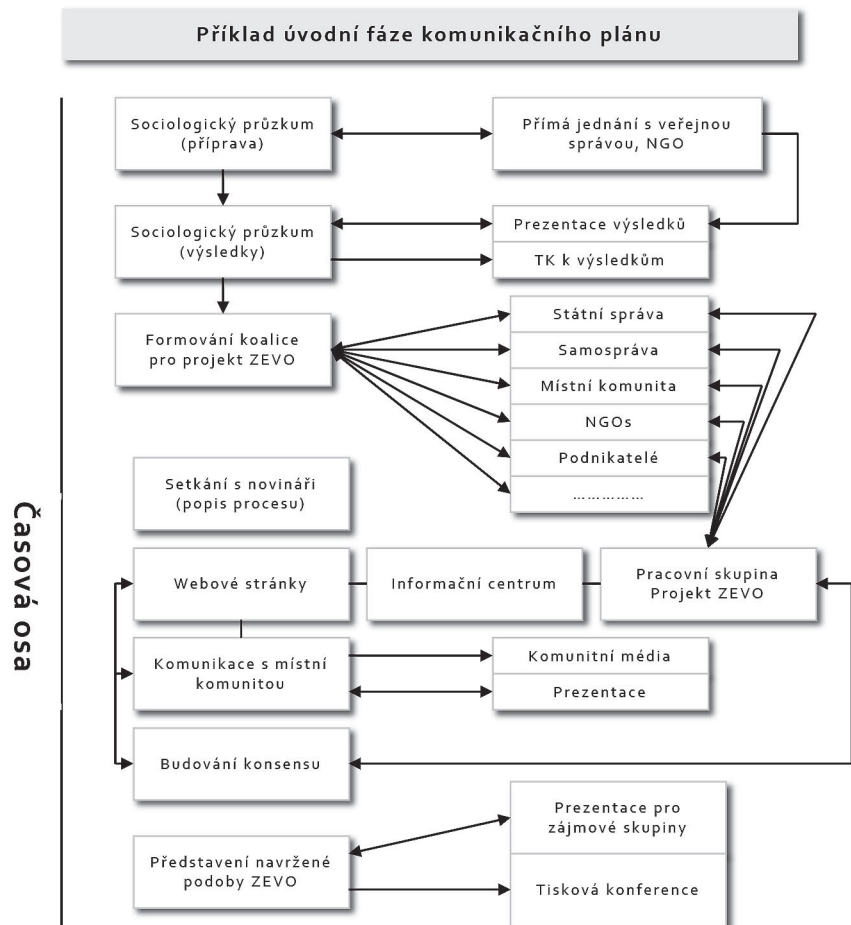 Příklad úvodní fáze komunikačního plánu
Sociologický průzkum
(příprava)
Přímá jednání s veřejnou
správou, NGO
Sociologický průzkum
(výsledky)
Prezentace výsledků
TK k výsledkům
Formování koalice
pro projekt ZEVO
Státní správa
Samospráva
Místní komunita
NGOs
Podnikatelé
……………
Setkání s novináři
(popis procesu)
Časová osa
Webové stránky
Informační centrum
Pracovní skupina
Projekt ZEVO
Komunikace s místní
komunitou
Komunitní média
Prezentace
Budování konsensu
Představení navržené
podoby ZEVO
Prezentace pro
zájmové skupiny
Tisková konference